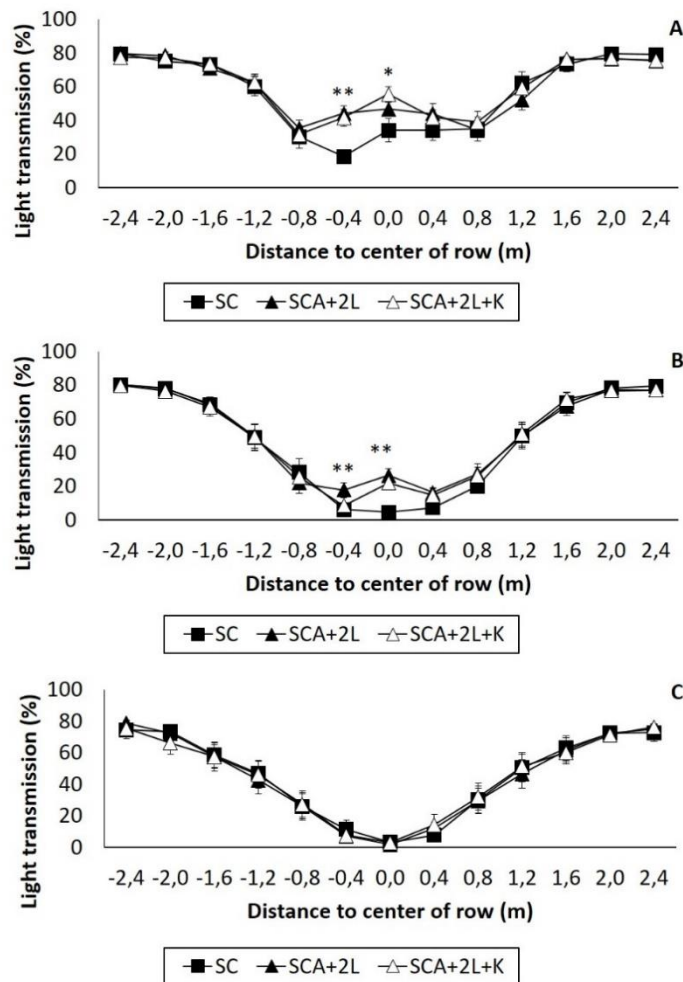 A
Light transmission (%)
100
80
60
40
20
0
** *
-2,4 -2,0 -1,6 -1,2 -0,8 -0,4 0,0 0,4 0,8 1,2 1,6 2,0 2,4
Distance to center of row (m)
SC SCA+2L SCA+2L+K
B
Light transmission (%)
100
80
60
40
20
0
** **
-2,4 -2,0 -1,6 -1,2 -0,8 -0,4 0,0 0,4 0,8 1,2 1,6 2,0 2,4
Distance to center of row (m)
SC SCA+2L SCA+2L+K
C
Light transmission (%)
100
80
60
40
20
0
-2,4 -2,0 -1,6 -1,2 -0,8 -0,4 0,0 0,4 0,8 1,2 1,6 2,0 2,4
Distance to center of row (m)
SC SCA+2L SCA+2L+K